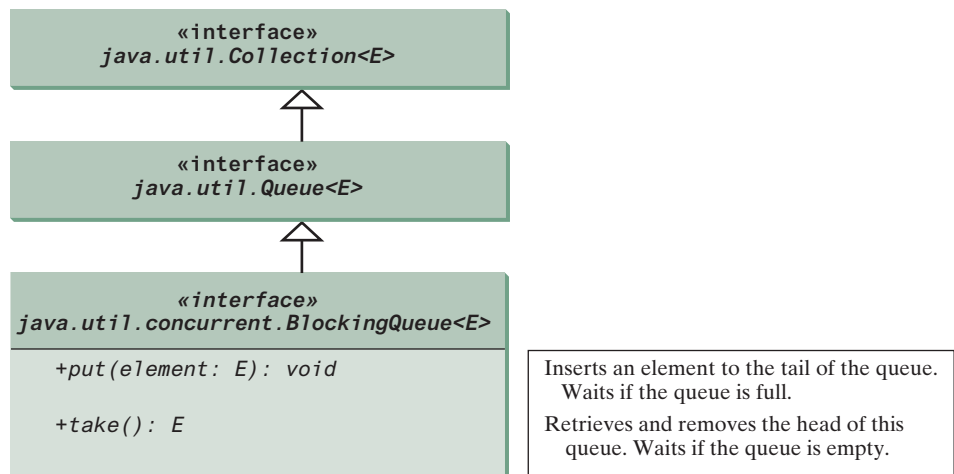 «interface»
java.util.Collection<E>
«interface»
java.util.Queue<E>
«interface»
java.util.concurrent.BlockingQueue<E>
+put(element: E): void
Inserts an element to the tail of the queue.
Waits if the queue is full.
+take(): E
Retrieves and removes the head of this
queue. Waits if the queue is empty.